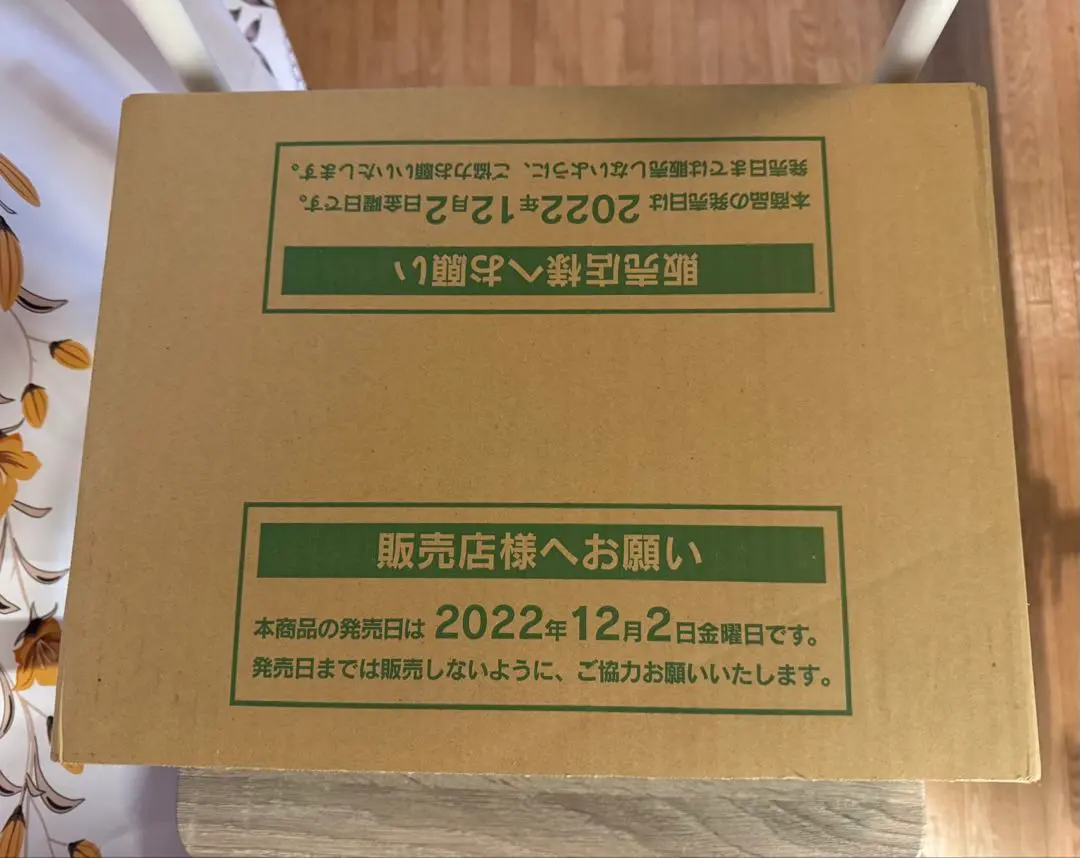 発売日までは販売しないように、ご協力お願いいたします。
本商品の発売日は 2022年12月2日金曜日です。
販売店様へお願い
販売店様へお願い
本商品の発売日は 2022年12月2日金曜日です。
発売日までは販売しないように、ご協力お願いいたします。